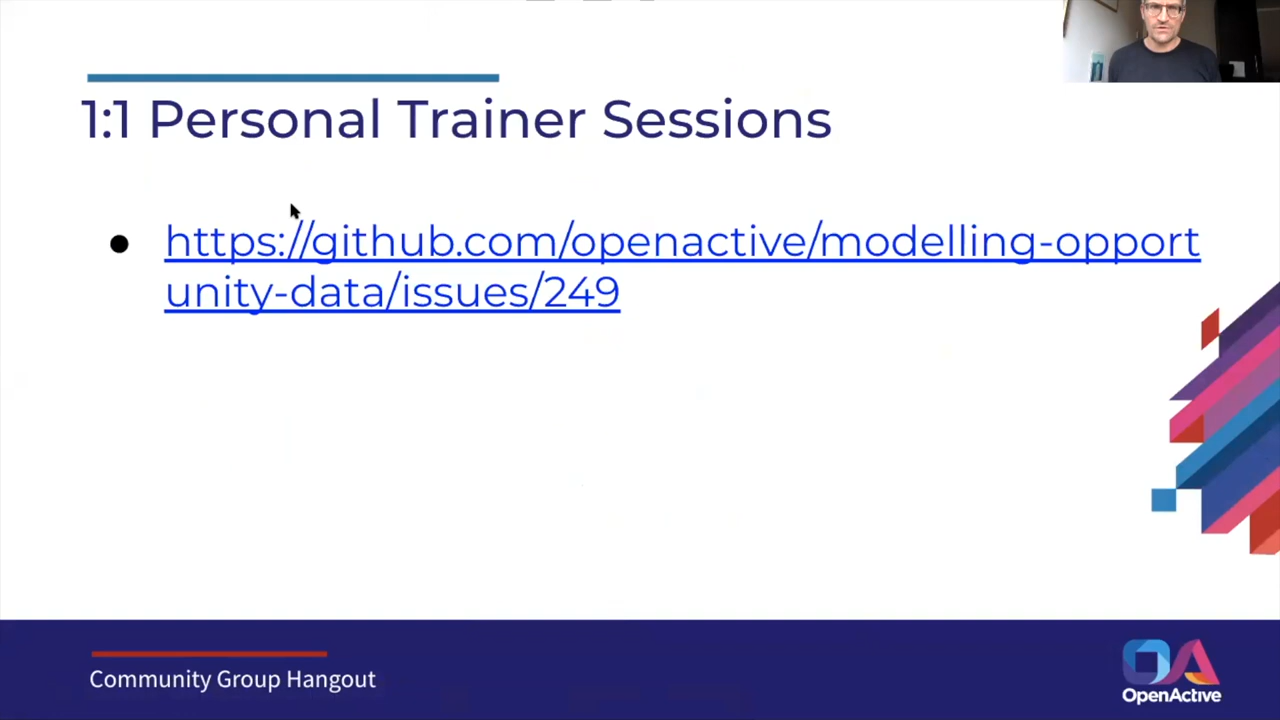 1:1 Personal Trainer Sessions
● https://github.com/openactive/modelling-opport
unity-data/issues/249
Community Group Hangout
OpenActive